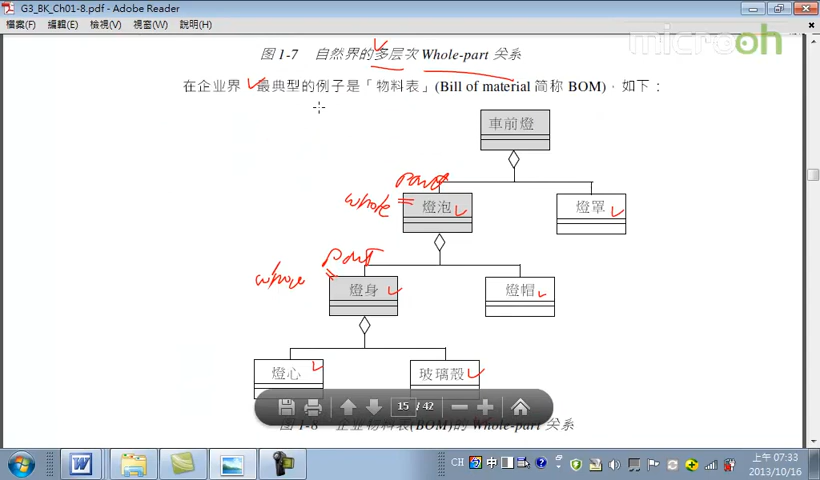 G3_BK_Ch01-8.pdf - Adobe Reader
檔案(F) 編輯(E) 檢視(V) 視窗(W) 說明(H)
microoh
图 1-7 自然界的多层次 Whole-part 关系
在企业界 最典型的例子是「物料表」(Bill of material 简称 BOM)，如下：
車前燈
part
whole
燈泡
燈罩
part
whole
燈身
燈帽
燈心
玻璃殼
15 / 42
图 1-8 企业物料表(BOM)的 Whole-part 关系
CH 中
上午 07:33
2013/10/16